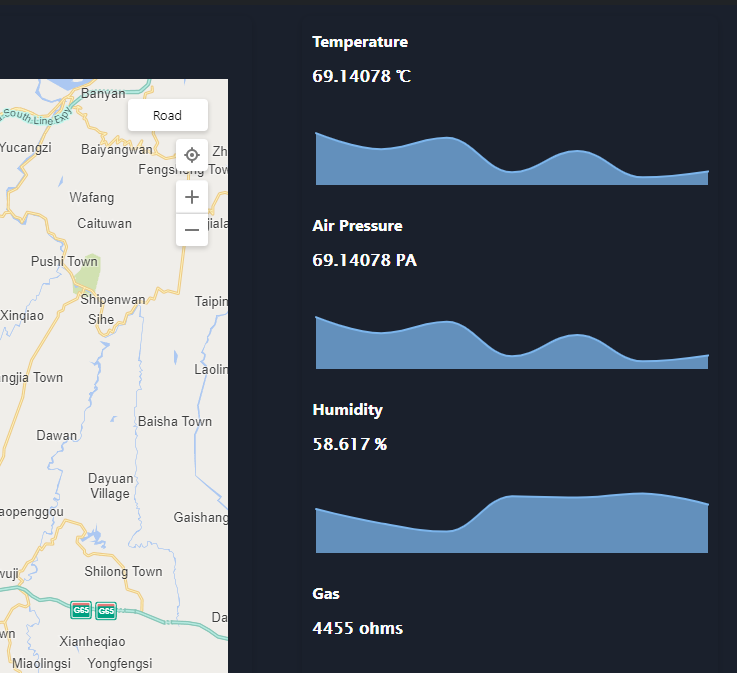 Banyan
South Line Expy
Road
Yucangzi
Baiyangwan
Zh
Fengsheng Tow
Wafang
Caituwan
jiala
Pushi Town
Shipenwan
Taipin
Xinqiao
Sihe
ngjia Town
Laolin
Baisha Town
Dawan
Dayuan
Village
aopenggou
Gaishang
wuji
Shilong Town
G65
G65
Da
wn
Xianheqiao
Miaolingsi
Yongfengsi
Temperature
69.14078 ℃
Air Pressure
69.14078 PA
Humidity
58.617 %
Gas
4455 ohms